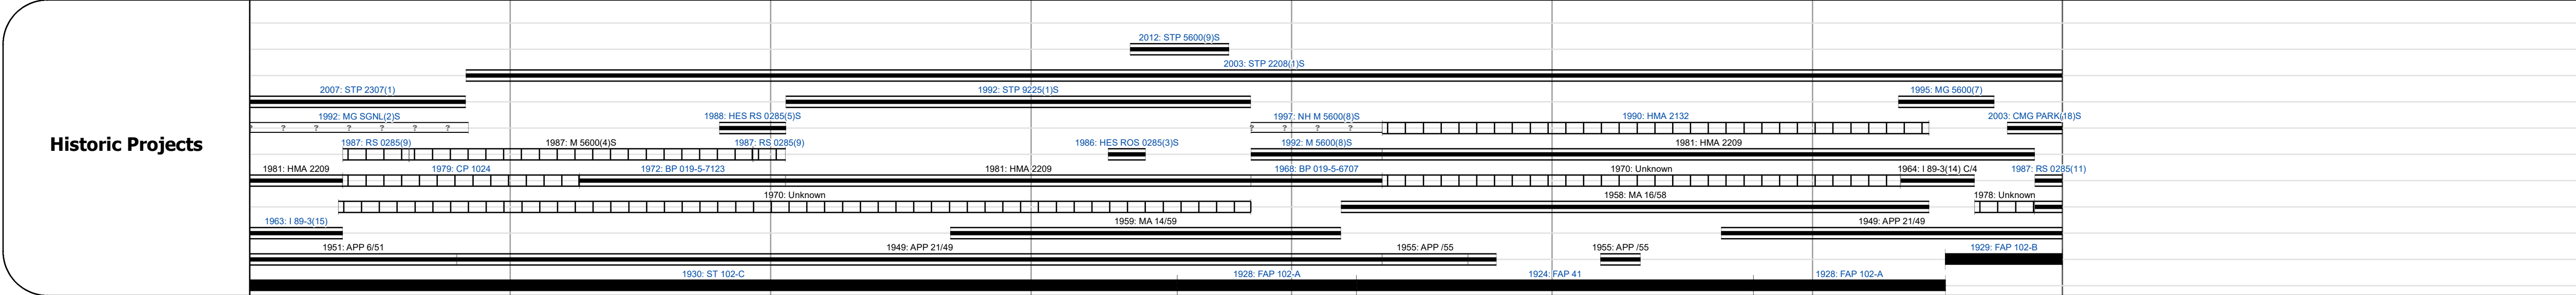 2012: STP 5600(9)S
2003: STP 2208(1)S
2007: STP 2307(1) 1992: STP 9225(1)S 1995: MG 5600(7)
1992: MG SGNL(2)S 1988: HES RS 0285(5)S 1997: NH M 5600(8)S 1990: HMA 2132 2003: CMG PARK(18)S
? ? ? ? ? ? ? ? ? ? ?
Historic Projects
1987: RS 0285(9) 1987: M 5600(4)S 1987: RS 0285(9) 1986: HES ROS 0285(3)S 1992: M 5600(8)S 1981: HMA 2209
1981: HMA 2209 1979: CP 1024 1972: BP 019-5-7123 1981: HMA 2209 1968: BP 019-5-6707 1970: Unknown 1964: I 89-3(14) C/4 1987: RS 0285(11)
1970: Unknown 1958: MA 16/58 1978: Unknown
1963: I 89-3(15) 1959: MA 14/59 1949: APP 21/49
1951: APP 6/51 1949: APP 21/49 1955: APP /55 1955: APP /55 1929: FAP 102-B
1930: ST 102-C 1928: FAP 102-A 1924: FAP 41 1928: FAP 102-A